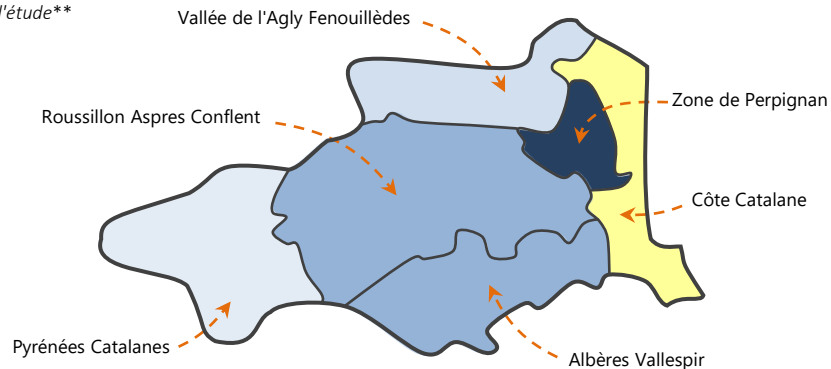 l'étude**
Vallée de l'Agly Fenouillèdes
Zone de Perpignan
Roussillon Aspres Conflent
Côte Catalane
Pyrénées Catalanes
Albères Vallespir